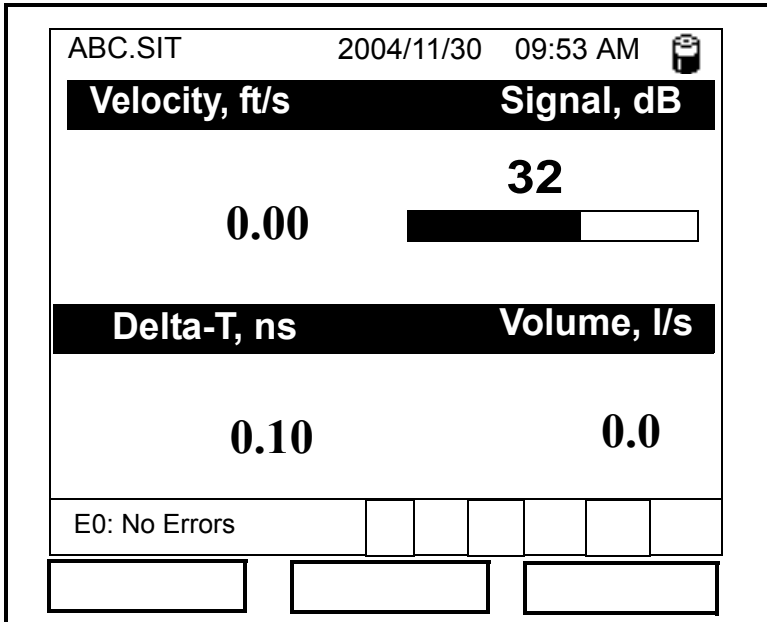 ABC.SIT 2004/11/30 09:53 AM
Velocity, ft/s Signal, dB
32
0.00
Delta-T, ns Volume, l/s
0.10 0.0
E0: No Errors